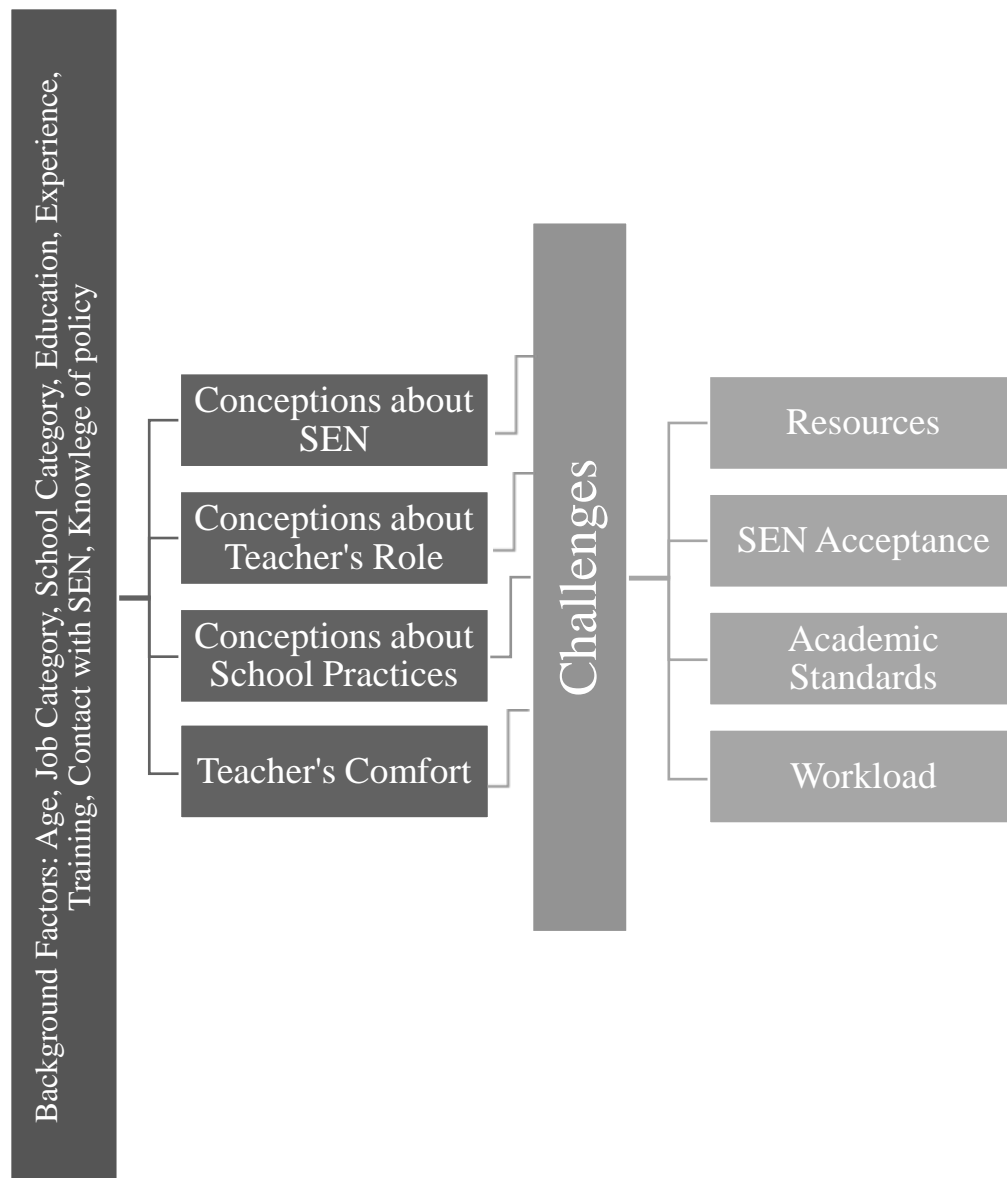 Background Factors: Age, Job Category, School Category, Education, Experience,
Training, Contact with SEN, Knowlege of policy
Conceptions about
SEN
Conceptions about
Teacher's Role
Conceptions about
School Practices
Teacher's Comfort
Challenges
Resources
SEN Acceptance
Academic
Standards
Workload